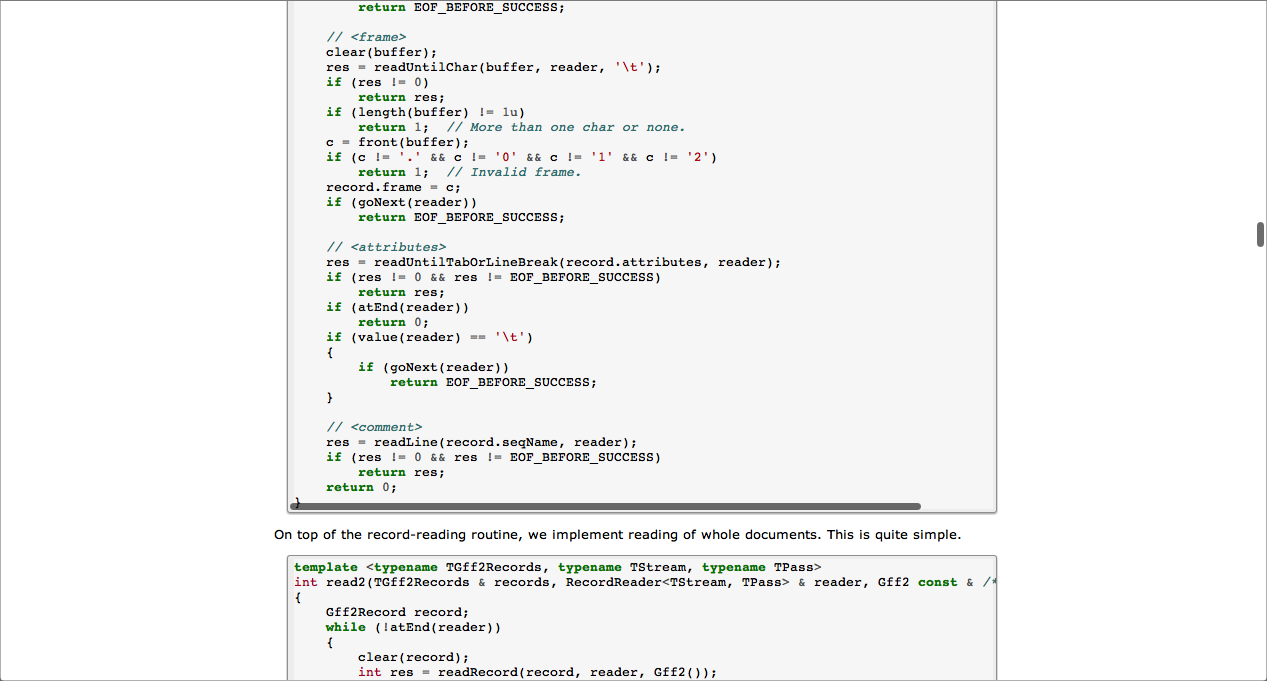 return EOF_BEFORE_SUCCESS;

    // <frame>
    clear(buffer);
    res = readUntilChar(buffer, reader, '\t');
    if (res != 0)
        return res;
    if (length(buffer) != 1u)
        return 1;  // More than one char or none.
    c = front(buffer);
    if (c != '.' && c != '0' && c != '1' && c != '2')
        return 1;  // Invalid frame.
    record.frame = c;
    if (goNext(reader))
        return EOF_BEFORE_SUCCESS;

    // <attributes>
    res = readUntilTabOrLineBreak(record.attributes, reader);
    if (res != 0 && res != EOF_BEFORE_SUCCESS)
        return res;
    if (atEnd(reader))
        return 0;
    if (value(reader) == '\t')
    {
        if (goNext(reader))
            return EOF_BEFORE_SUCCESS;
    }

    // <comment>
    res = readLine(record.seqName, reader);
    if (res != 0 && res != EOF_BEFORE_SUCCESS)
        return res;
    return 0;
}
On top of the record-reading routine, we implement reading of whole documents. This is quite simple.
template <typename TGff2Records, typename TStream, typename TPass>
int read2(TGff2Records & records, RecordReader<TStream, TPass> & reader, Gff2 const & /*
{
    Gff2Record record;
    while (!atEnd(reader))
    {
        clear(record);
        int res = readRecord(record, reader, Gff2());